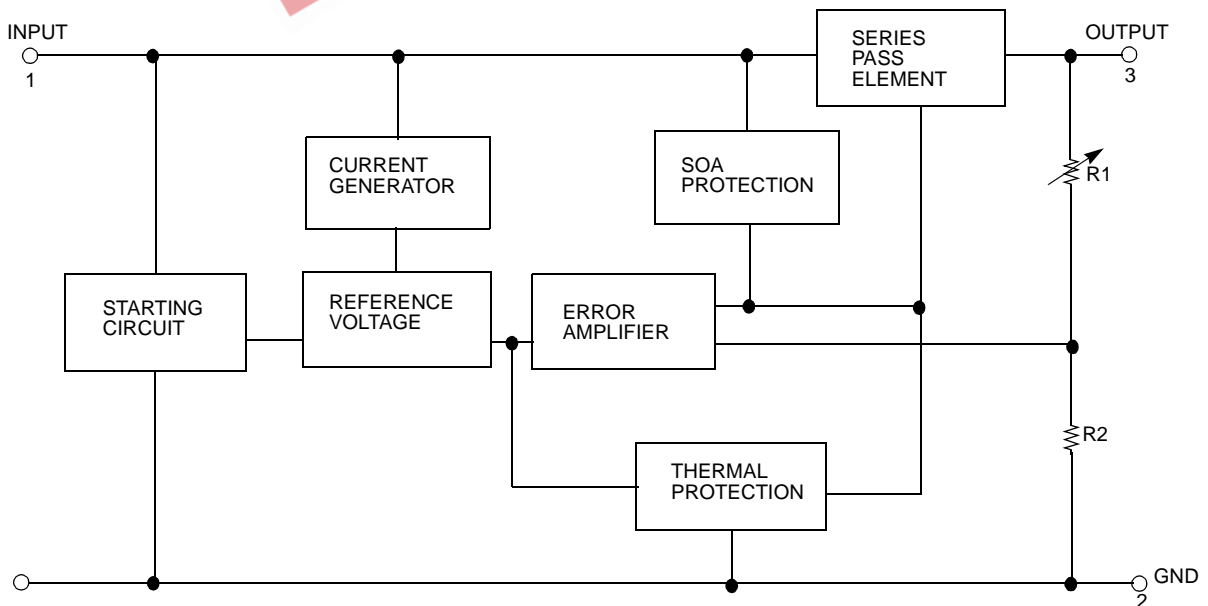 INPUT
1
SERIES
PASS
ELEMENT
OUTPUT
3
CURRENT
GENERATOR
SOA
PROTECTION
R1
STARTING
CIRCUIT
REFERENCE
VOLTAGE
ERROR
AMPLIFIER
R2
THERMAL
PROTECTION
GND
2